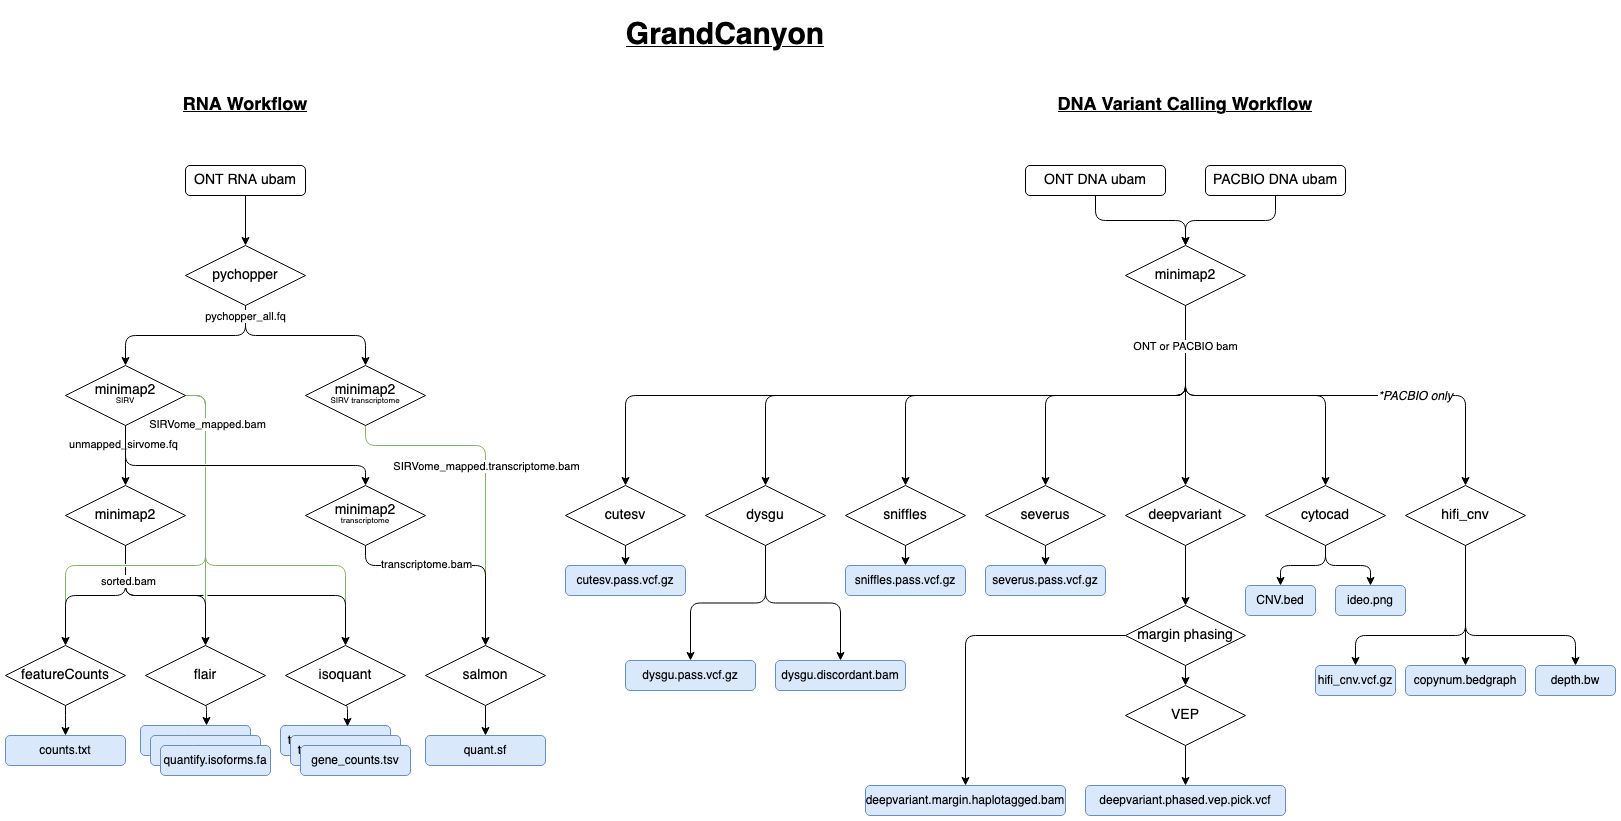 GrandCanyon
RNA Workflow
DNA Variant Calling Workflow
ONT RNA ubam
ONT DNA ubam
PACBIO DNA ubam
pychopper
minimap2
pychopper_all.fq
ONT or PACBIO bam
minimap2
SIRV
minimap2
SIRV transcriptome
*PACBIO only
SIRVome_mapped.bam
unmapped_sirvome.fq
SIRVome_mapped.transcriptome.bam
minimap2
minimap2
transcriptome
cutesv
dysgu
sniffles
severus
deepvariant
cytocad
hifi_cnv
transcriptome.bam
sorted.bam
cutesv.pass.vcf.gz
sniffles.pass.vcf.gz
severus.pass.vcf.gz
CNV.bed
ideo.png
margin phasing
featureCounts
flair
isoquant
salmon
dysgu.pass.vcf.gz
dysgu.discordant.bam
hifi_cnv.vcf.gz
copynum.bedgraph
depth.bw
VEP
counts.txt
quantify.isoforms.fa
gene_counts.tsv
quant.sf
deepvariant.margin.haplotagged.bam
deepvariant.phased.vep.pick.vcf